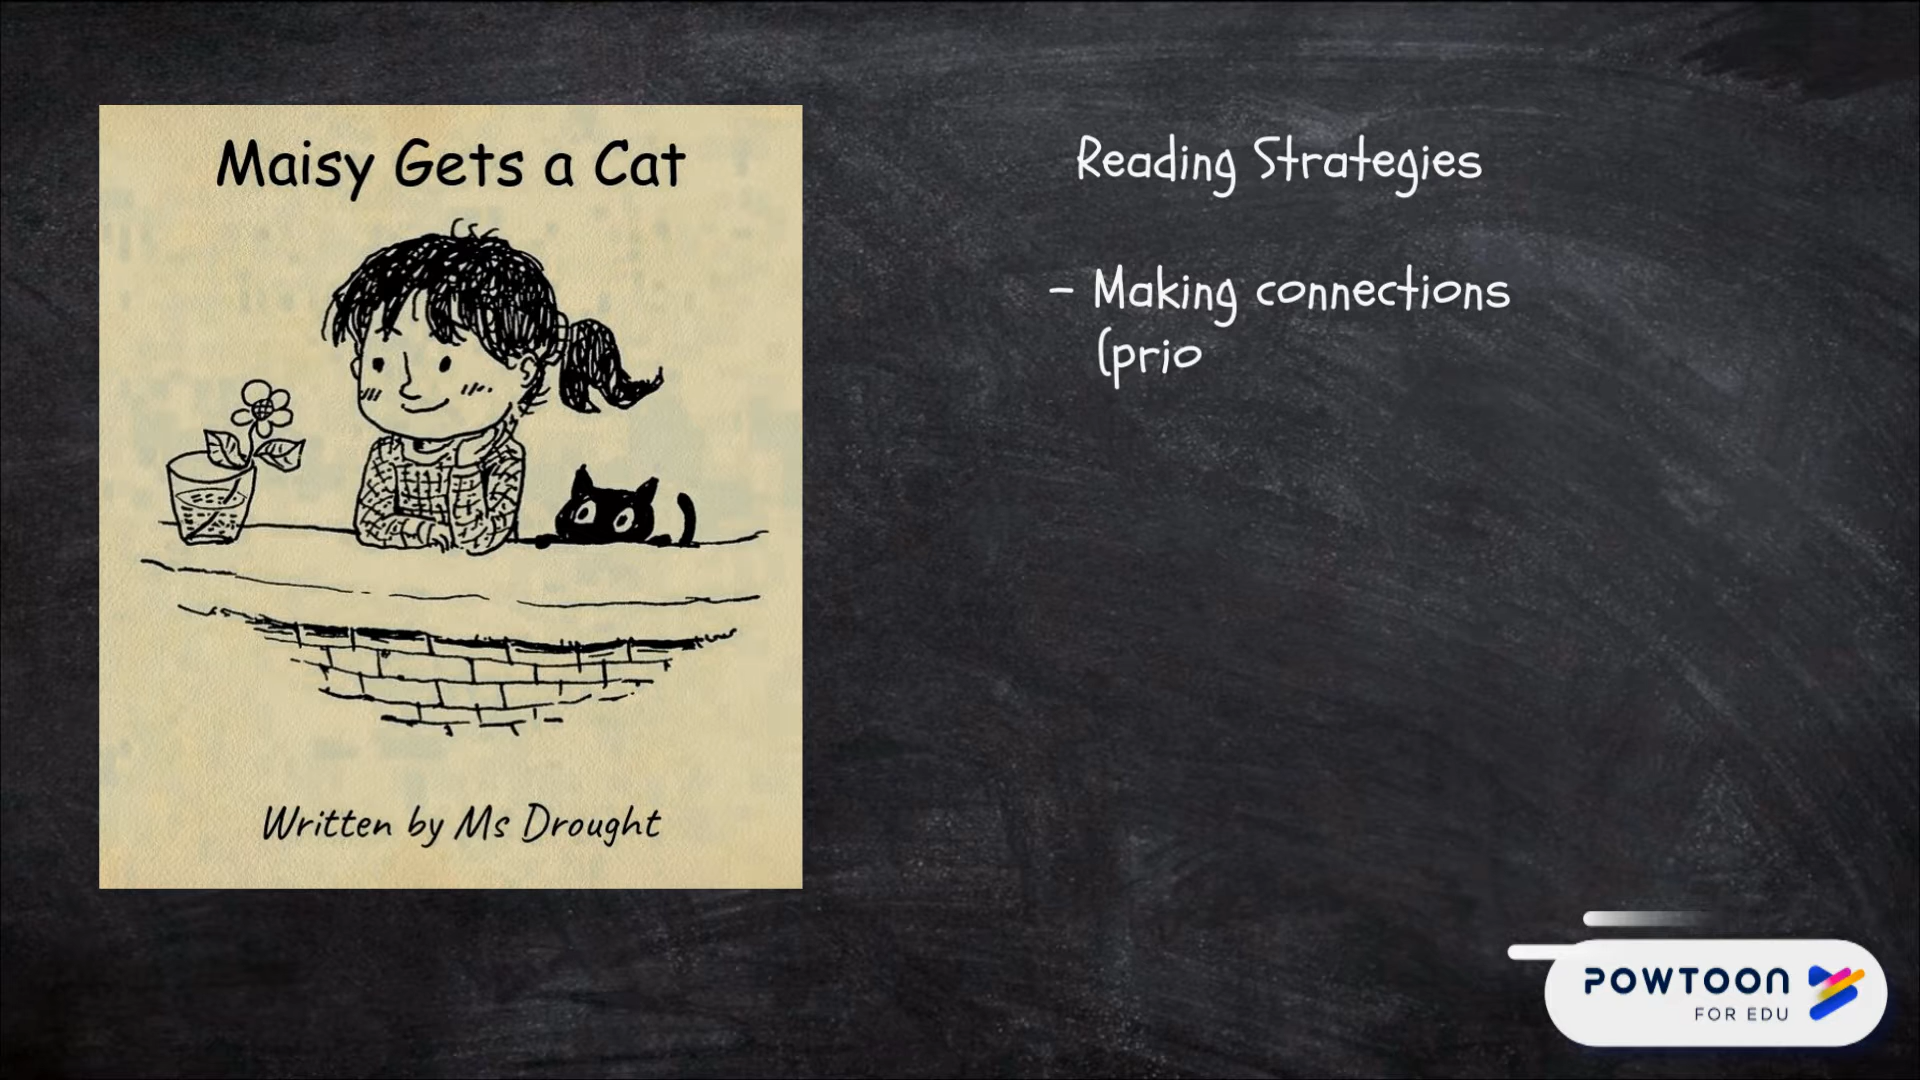 Maisy Gets a Cat
Written by Ms Drought
Reading Strategies
- Making connections
(prio
POWTOON
FOR EDU